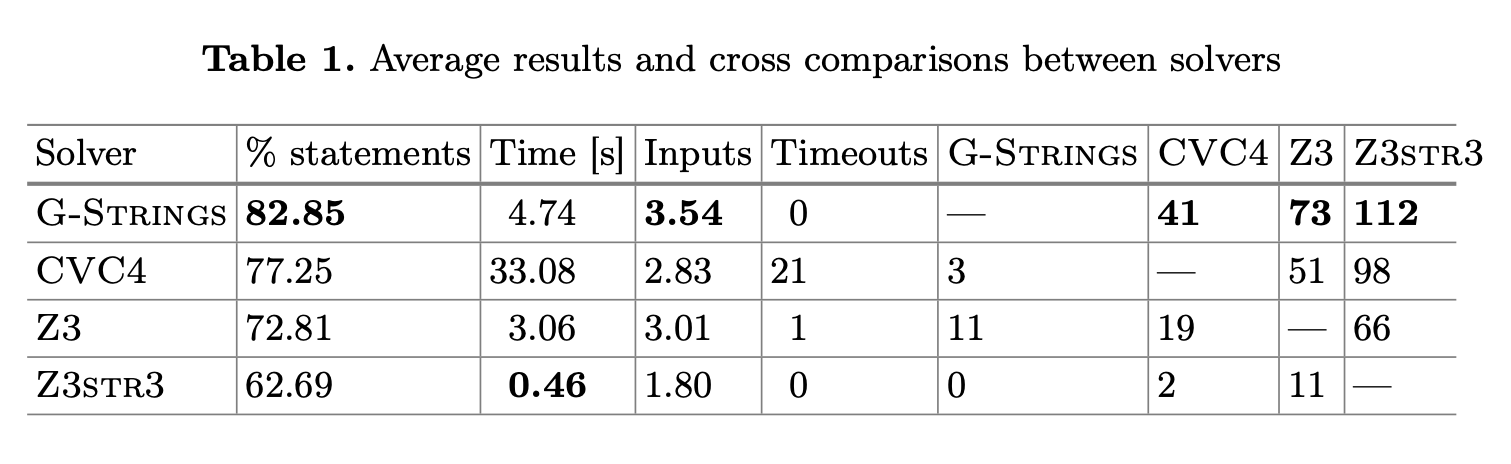 Table 1. Average results and cross comparisons between solvers
Solver % statements Time [s] Inputs Timeouts G-Strings CVC4 Z3 Z3str3
G-Strings 82.85 4.74 3.54 0 — 41 73 112
CVC4 77.25 33.08 2.83 21 3 — 51 98
Z3 72.81 3.06 3.01 1 11 19 — 66
Z3str3 62.69 0.46 1.80 0 0 2 11 —